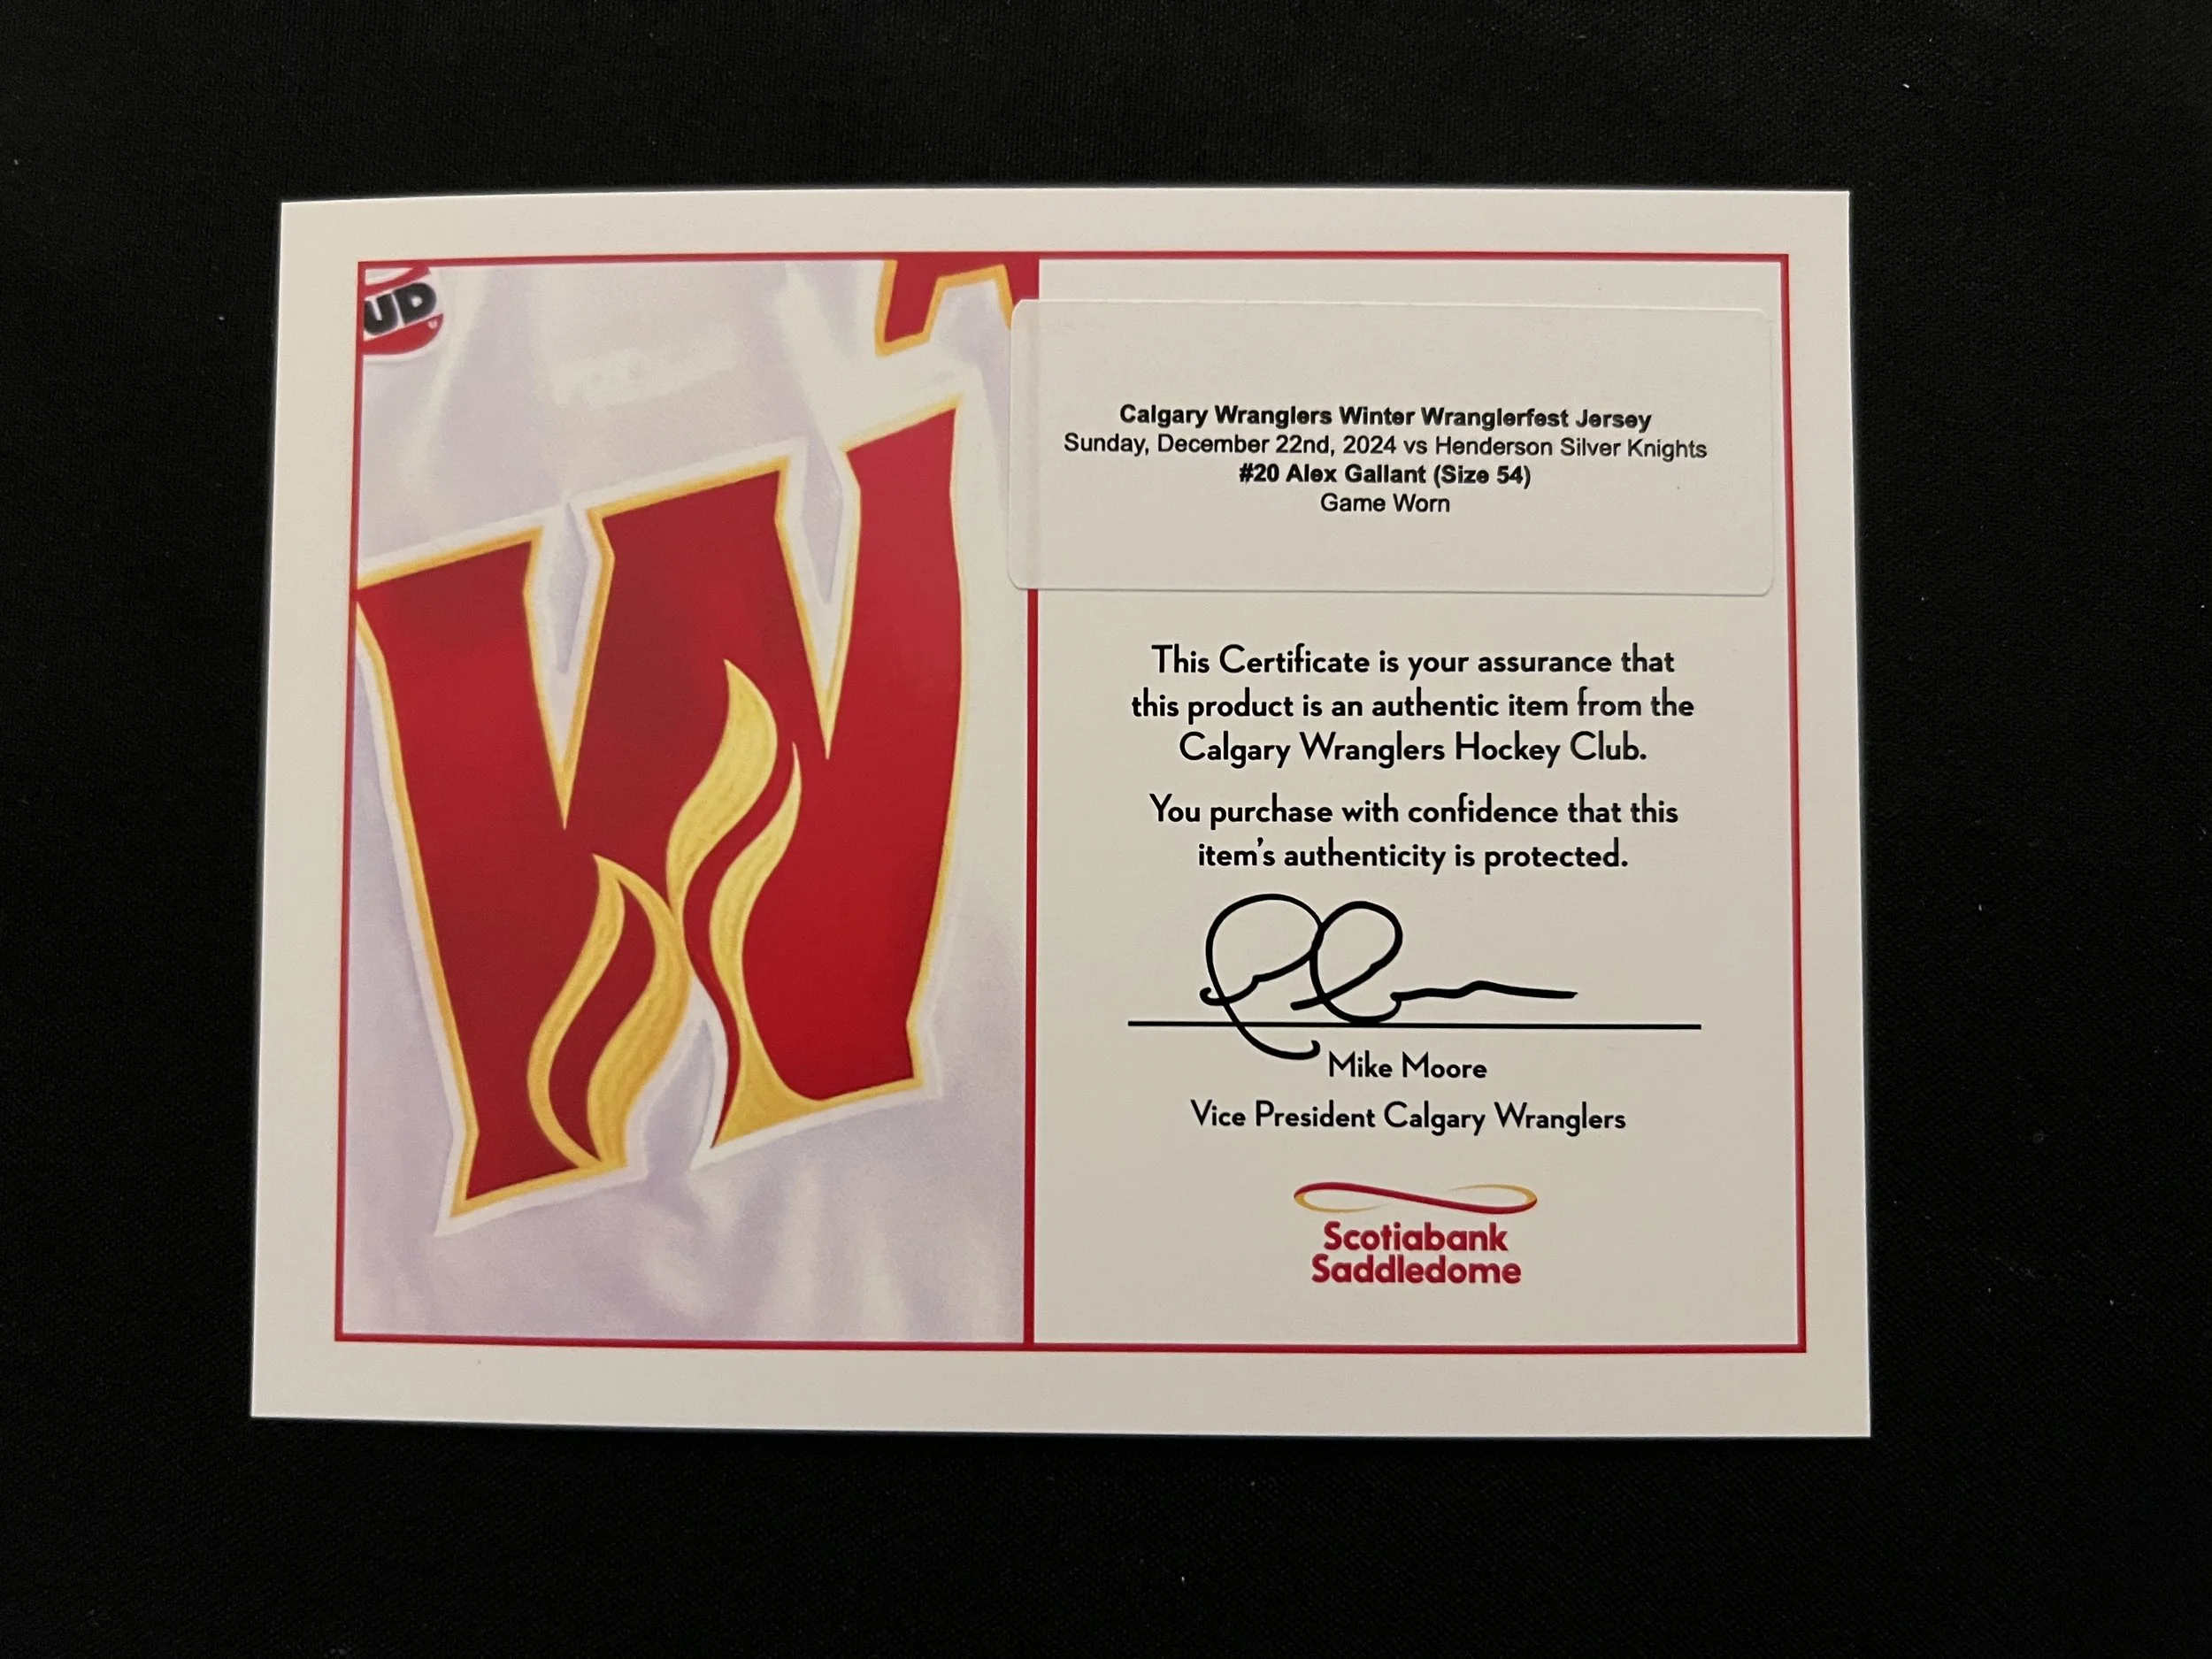 UD
Calgary Wranglers Winter Wranglerfest Jersey
Sunday, December 22nd, 2024 vs Henderson Silver Knights
#20 Alex Gallant (Size 54)
Game Worn
This Certificate is your assurance that
this product is an authentic item from the
Calgary Wranglers Hockey Club.
You purchase with confidence that this
item's authenticity is protected.
Mike Moore
Vice President Calgary Wranglers
Scotiabank
Saddledome